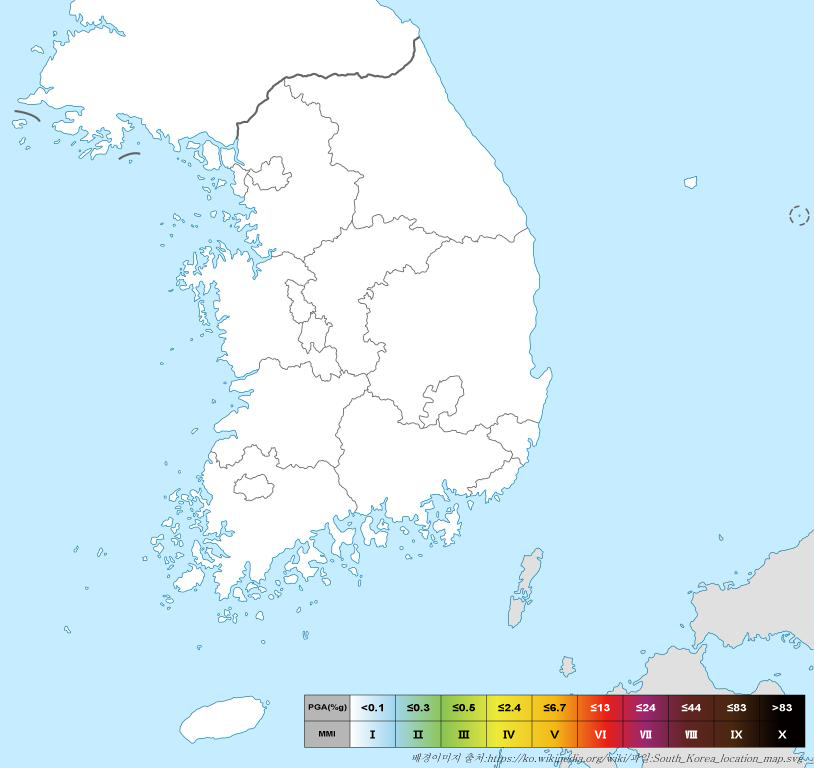 PGA(%g) <0.1 ≤0.3 ≤0.5 ≤2.4 ≤6.7 ≤13 ≤24 ≤44 ≤83 >83
MMI Ⅰ Ⅱ Ⅲ Ⅳ Ⅴ Ⅵ Ⅶ Ⅷ Ⅸ Ⅹ
배경이미지 출처:https://ko.wikipedia.org/wiki/파일:South_Korea_location_map.svg